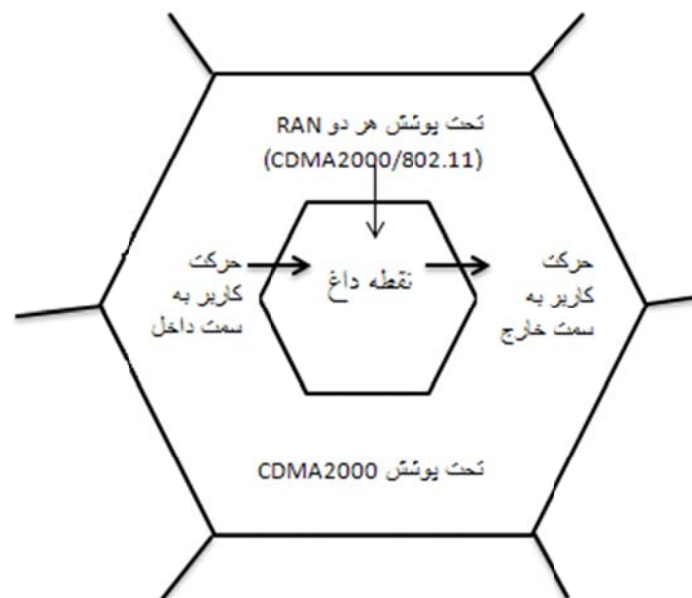 تحت پوشش هر دو RAN
(CDMA2000/802.11)
حرکت
کاربر به
سمت داخل
نقطه داغ
حرکت
کاربر به
سمت خارج
تحت پوشش CDMA2000